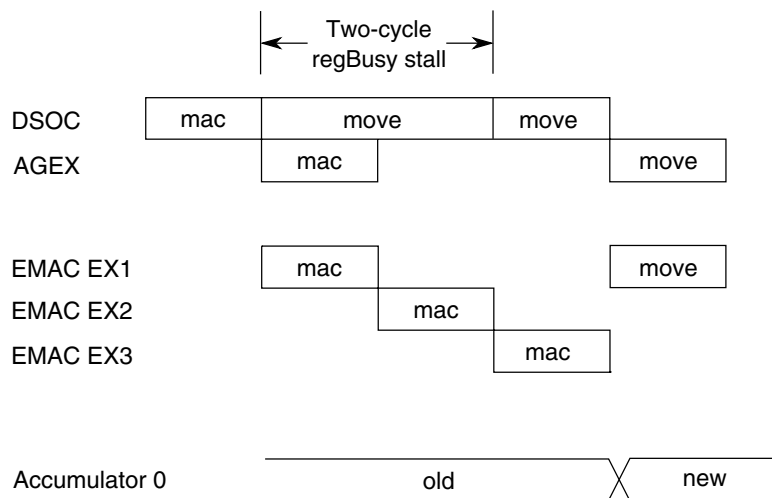 Two-cycle
regBusy stall
DSOC mac move move
AGEX mac move
EMAC EX1 mac move
EMAC EX2 mac
EMAC EX3 mac
Accumulator 0 old new